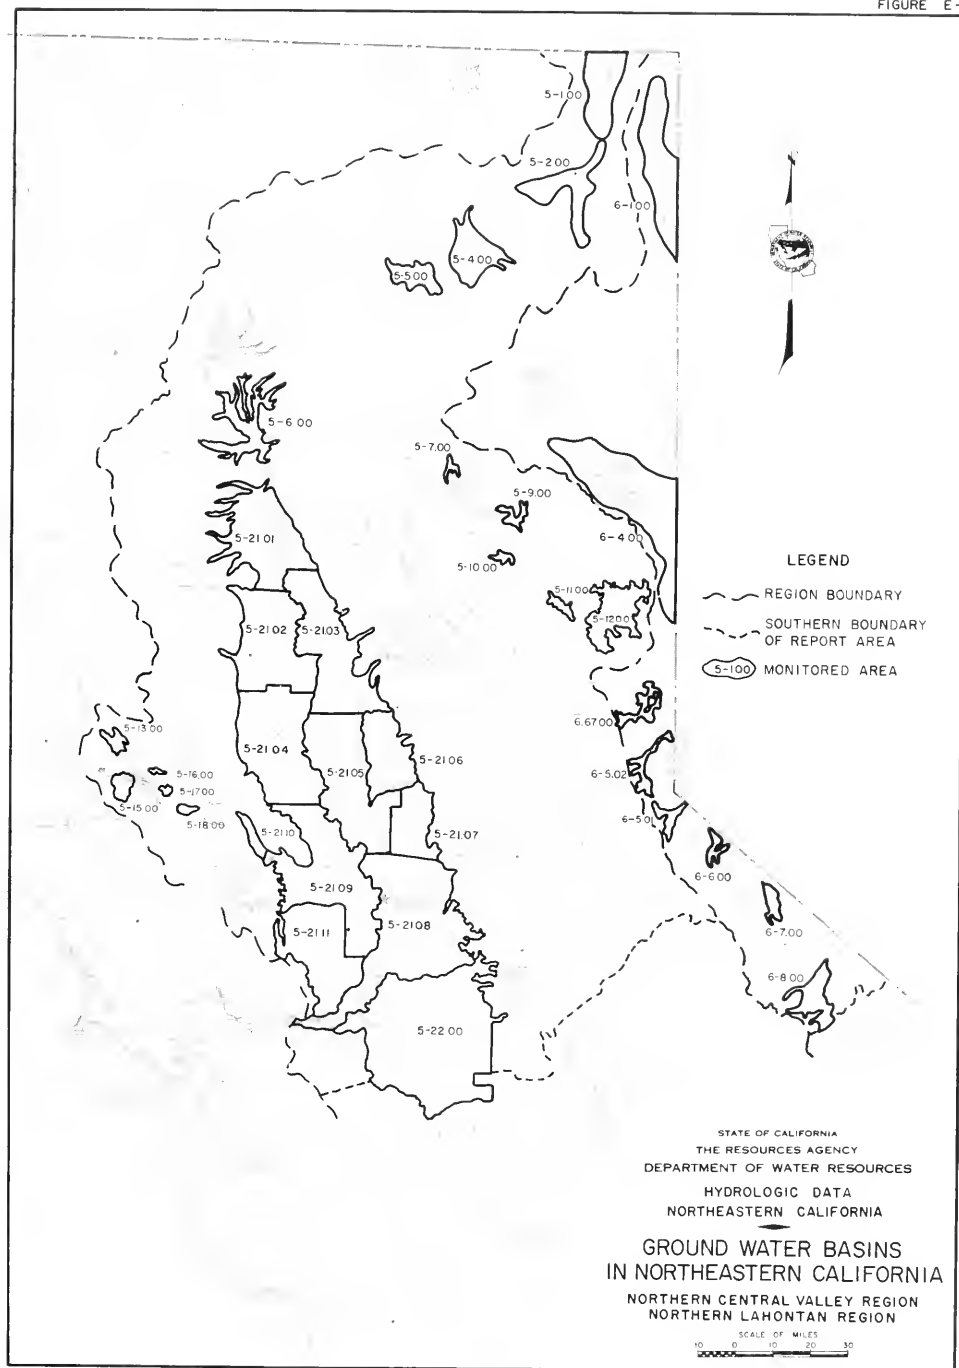 FIGURE E-
5-1.00
5-2.00
6-1.00
5-4.00
5-5.00
5-6.00
5-7.00
5-9.00
6-4.00
5-21.01
5-10.00
5-11.00
5-12.00
LEGEND
REGION BOUNDARY
SOUTHERN BOUNDARY
OF REPORT AREA
5-1.00 MONITORED AREA
5-21.02
5-21.03
6.67.00
5-13.00
5-21.04
5-21.05
5-21.06
6-5.02
5-16.00
5-17.00
5-15.00
5-18.00
6-5.01
5-21.10
5-21.07
6-6.00
5-21.09
5-21.08
5-21.11
6-7.00
6-8.00
5-22.00
STATE OF CALIFORNIA
THE RESOURCES AGENCY
DEPARTMENT OF WATER RESOURCES
HYDROLOGIC DATA
NORTHEASTERN CALIFORNIA
GROUND WATER BASINS
IN NORTHEASTERN CALIFORNIA
NORTHERN CENTRAL VALLEY REGION
NORTHERN LAHONTAN REGION
SCALE OF MILES
10 0 10 20 30